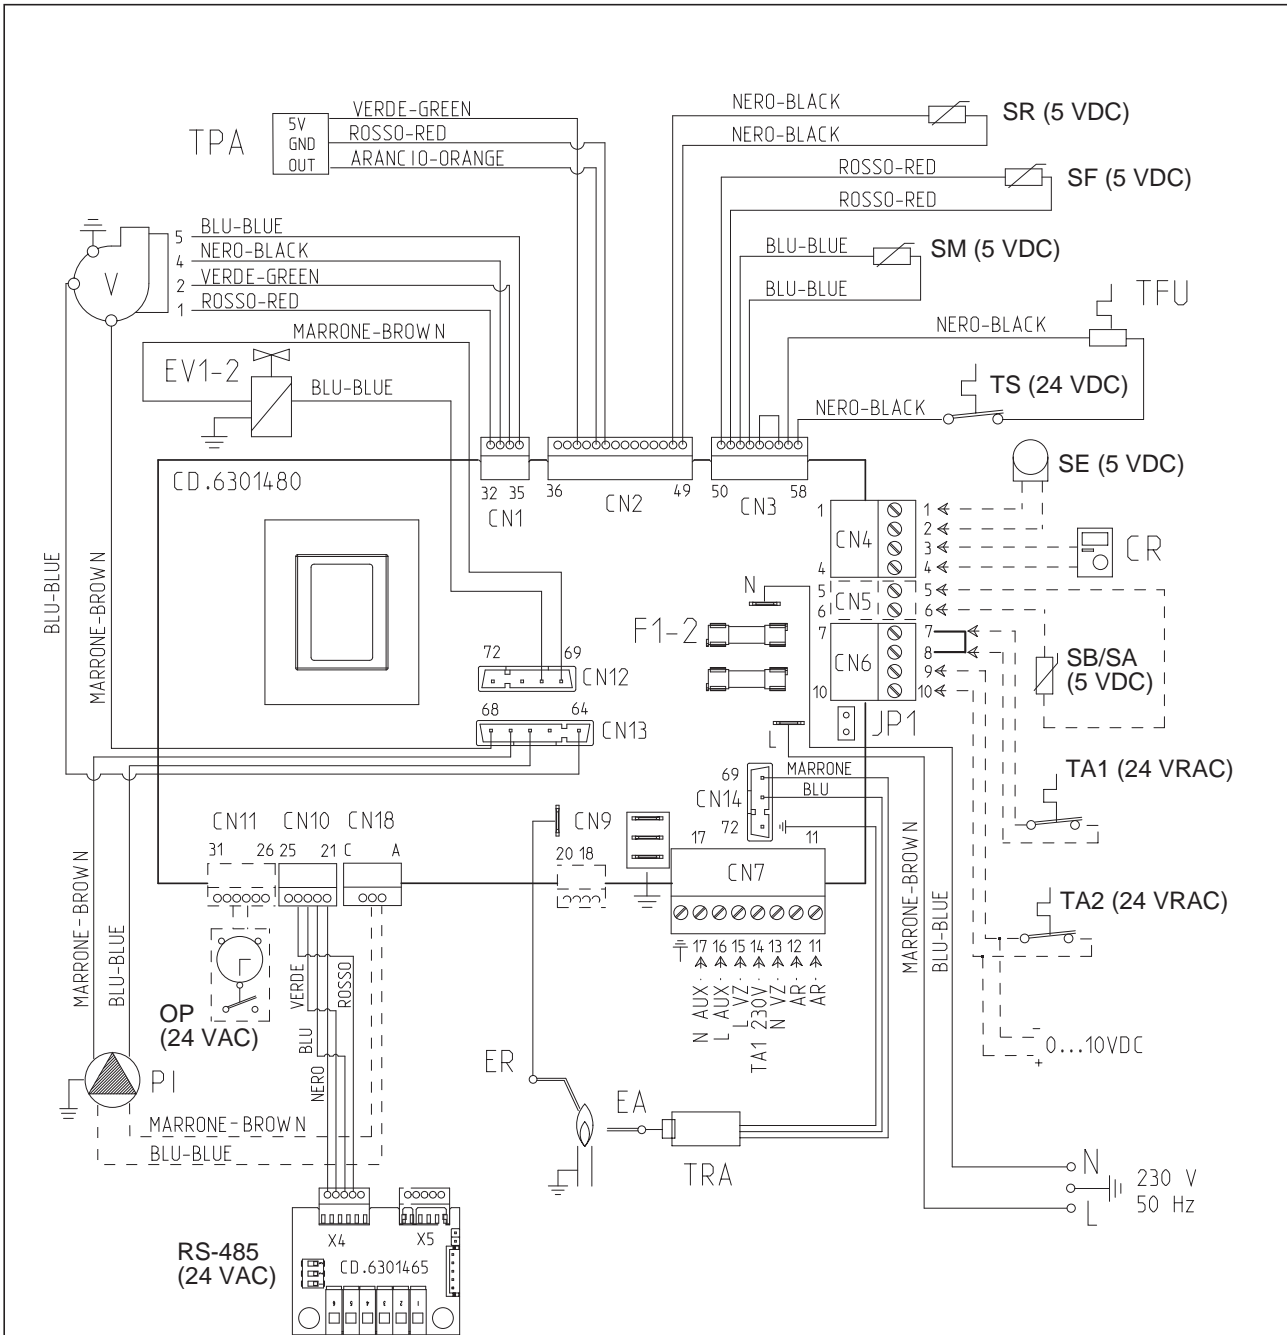 NERO-BLACK
SR (5 VDC)
NERO-BLACK
VERDE-GREEN
ROSSO-RED
ARANCIO-ORANGE
TPA
5V
GND
OUT
ROSSO-RED
SF (5 VDC)
ROSSO-RED
5 BLU-BLUE
4 NERO-BLACK
2 VERDE-GREEN
1 ROSSO-RED
V
BLU-BLUE
SM (5 VDC)
BLU-BLUE
TFU
NERO-BLACK
MARRONE-BROWN
EV1-2
BLU-BLUE
TS (24 VDC)
NERO-BLACK
CD.6301480
32 35
CN1
36 49
CN2
50 58
CN3
SE (5 VDC)
1 CN4 4
1
2
3
4
CR
5 CN5 6
5
6
7 CN6 10
7
8
9
10
SB/SA
(5 VDC)
JP1
N
F1-2
L
BLU-BLUE
MARRONE-BROWN
72 69
CN12
68 64
CN13
TA1 (24 VRAC)
69
CN14
72
MARRONE
BLU
CN11
31 26
CN10
25 21
CN18
C A
CN9
20 18
17 11
CN7
17 16 15 14 13 12 11
N AUX
L AUX
L VZ
TA1 230V
N VZ
AR
AR
MARRONE-BROWN
BLU-BLUE
TA2 (24 VRAC)
-
0...10VDC
+
MARRONE-BROWN
BLU-BLUE
OP
(24 VAC)
VERDE
BLU
NERO
ROSSO
PI
MARRONE-BROWN
BLU-BLUE
ER
EA
TRA
N
L
230 V
50 Hz
X4 X5
RS-485
(24 VAC)
CD.6301465
6 5 4 3 2 1